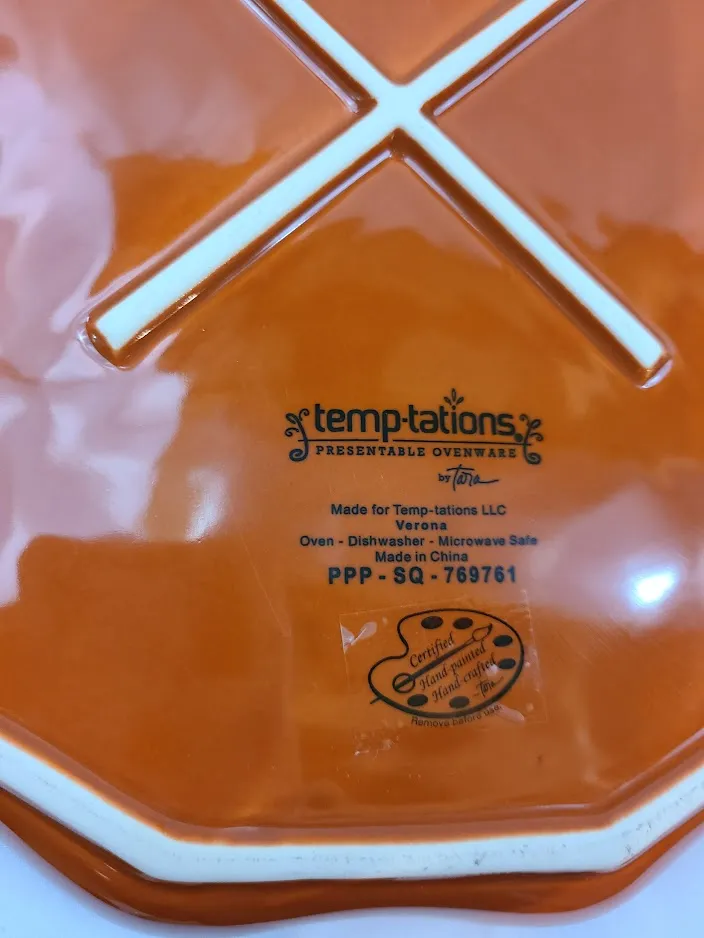 temp-tations.
PRESENTABLE OVENWARE
by Tara
Made for Temp-tations LLC
Verona
Oven - Dishwasher - Microwave Safe
Made in China
PPP - SQ - 769761
Certified
Hand-painted
Hand-crafted
-Tara
Remove before use.